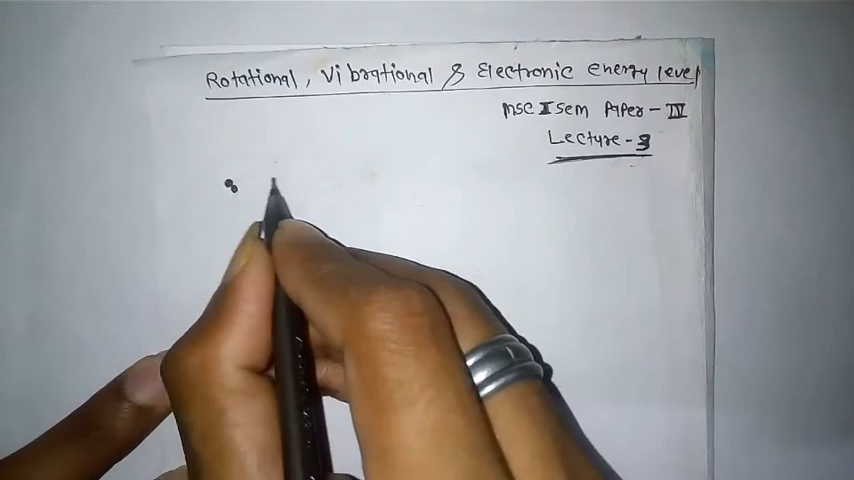 Rotational, Vibrational & Electronic energy level
MSC I Sem Paper - IV
Lecture - 3